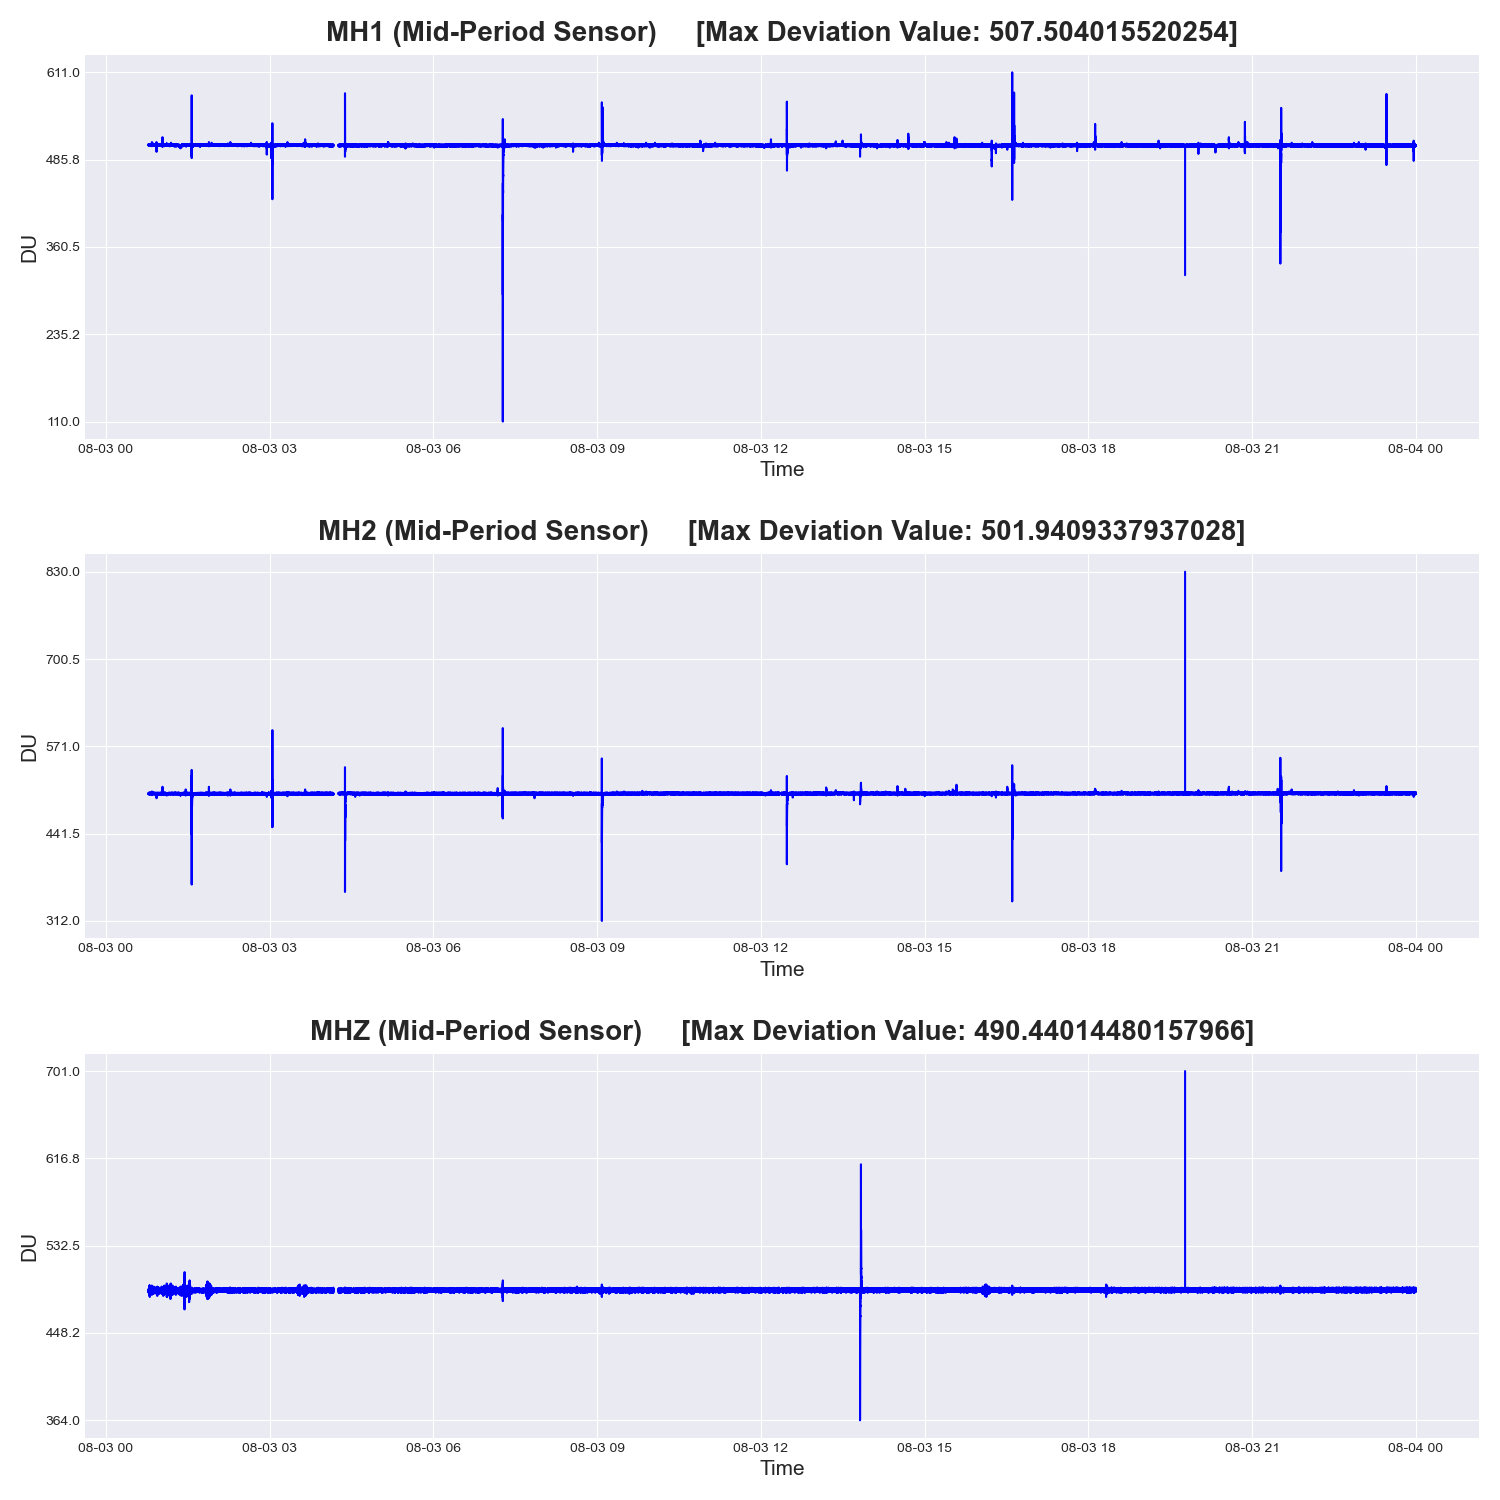 MH1 (Mid-Period Sensor) [Max Deviation Value: 507.504015520254]
611.0
485.8
360.5
235.2
110.0
DU
08-03 00 08-03 03 08-03 06 08-03 09 08-03 12 08-03 15 08-03 18 08-03 21 08-04 00
Time
MH2 (Mid-Period Sensor) [Max Deviation Value: 501.9409337937028]
830.0
700.5
571.0
441.5
312.0
DU
08-03 00 08-03 03 08-03 06 08-03 09 08-03 12 08-03 15 08-03 18 08-03 21 08-04 00
Time
MHZ (Mid-Period Sensor) [Max Deviation Value: 490.44014480157966]
701.0
616.8
532.5
448.2
364.0
DU
08-03 00 08-03 03 08-03 06 08-03 09 08-03 12 08-03 15 08-03 18 08-03 21 08-04 00
Time